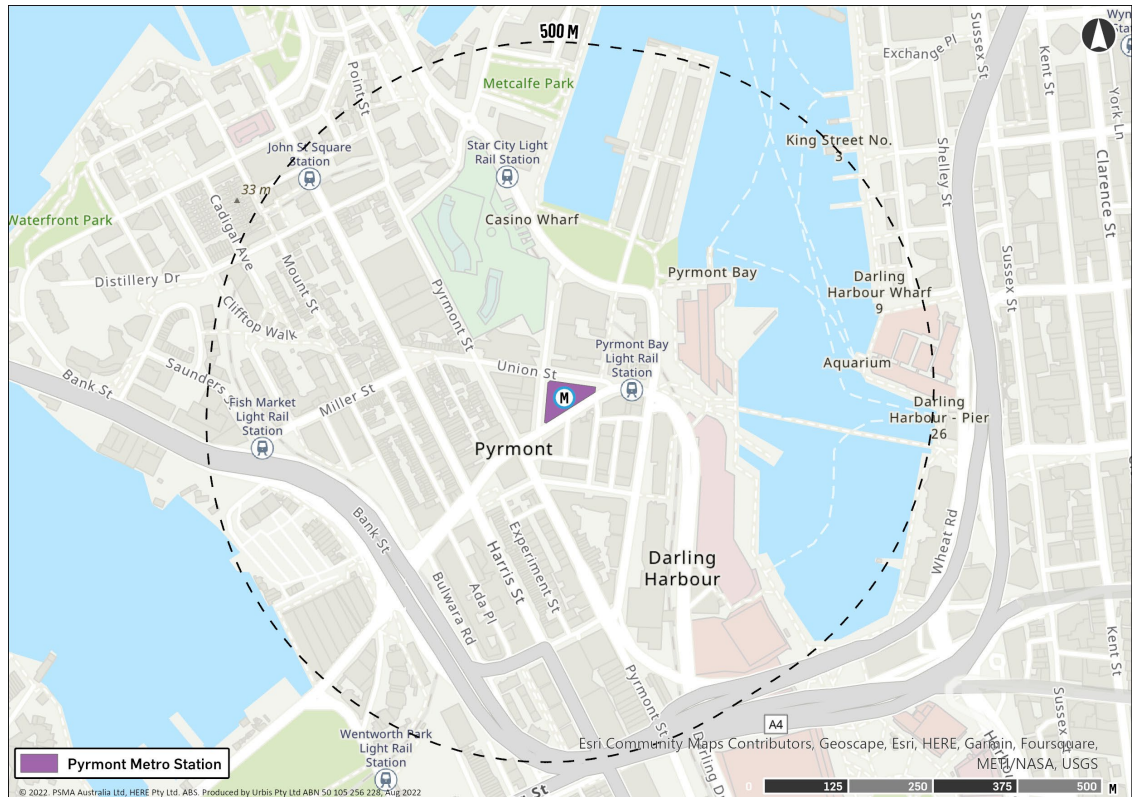 500 M
Wyn
Sta
Exchange Pl
Sussex St
Kent St
York Ln
Clarence St
Point St
Metcalfe Park
John St Square
Station
Star City Light
Rail Station
King Street No.
3
Shelley St
33 m
Waterfront Park
Cadigal Ave
Casino Wharf
Distillery Dr
Mount St
Pyrmont Bay
Darling
Harbour Wharf
9
Sussex St
Clifftop Walk
Pyrmont St
Pyrmont Bay
Light Rail
Station
Union St
Aquarium
Bank St
Saunders S
Miller St
M
Fish Market
Light Rail
Station
Darling
Harbour - Pier
26
Pyrmont
Bank St
Experiment St
Harris St
Wheat Rd
Darling
Harbour
Ada Pl
Bulwara Rd
Kent St
Pyrmont St
Sussex
A4
Wentworth Park
Light Rail
Station
Darling Dr
Harbou
Pyrmont Metro Station
Esri Community Maps Contributors, Geoscape, Esri, HERE, Garmin, Foursquare,
METI/NASA, USGS
0 125 250 375 500 M
© 2022. PSMA Australia Ltd, HERE Pty Ltd. ABS. Produced by Urbis Pty Ltd ABN 50 105 256 228, Aug 2022
St